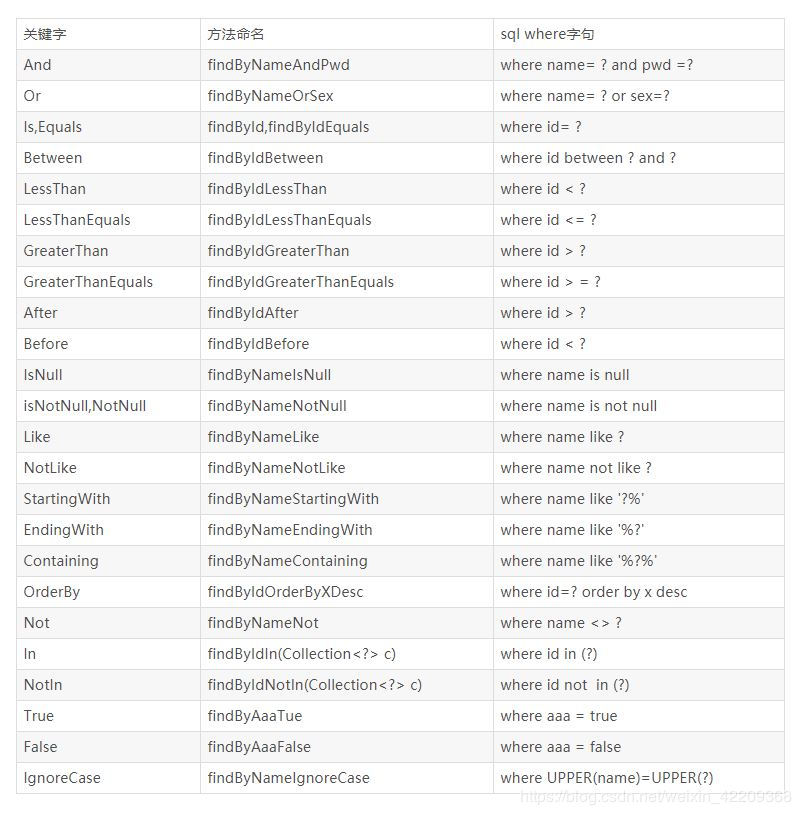 关键字 方法命名 sql where字句
And findByNameAndPwd where name= ? and pwd =?
Or findByNameOrSex where name= ? or sex=?
Is,Equals findById,findByIdEquals where id= ?
Between findByIdBetween where id between ? and ?
LessThan findByIdLessThan where id < ?
LessThanEquals findByIdLessThanEquals where id <= ?
GreaterThan findByIdGreaterThan where id > ?
GreaterThanEquals findByIdGreaterThanEquals where id > = ?
After findByIdAfter where id > ?
Before findByIdBefore where id < ?
IsNull findByNameIsNull where name is null
isNotNull,NotNull findByNameNotNull where name is not null
Like findByNameLike where name like ?
NotLike findByNameNotLike where name not like ?
StartingWith findByNameStartingWith where name like '?%'
EndingWith findByNameEndingWith where name like '%?'
Containing findByNameContaining where name like '%?%'
OrderBy findByIdOrderByXDesc where id=? order by x desc
Not findByNameNot where name <> ?
In findByIdIn(Collection<?> c) where id in (?)
NotIn findByIdNotIn(Collection<?> c) where id not  in (?)
True findByAaaTue where aaa = true
False findByAaaFalse where aaa = false
IgnoreCase findByNameIgnoreCase where UPPER(name)=UPPER(?)
https://blog.csdn.net/weixin_42209368